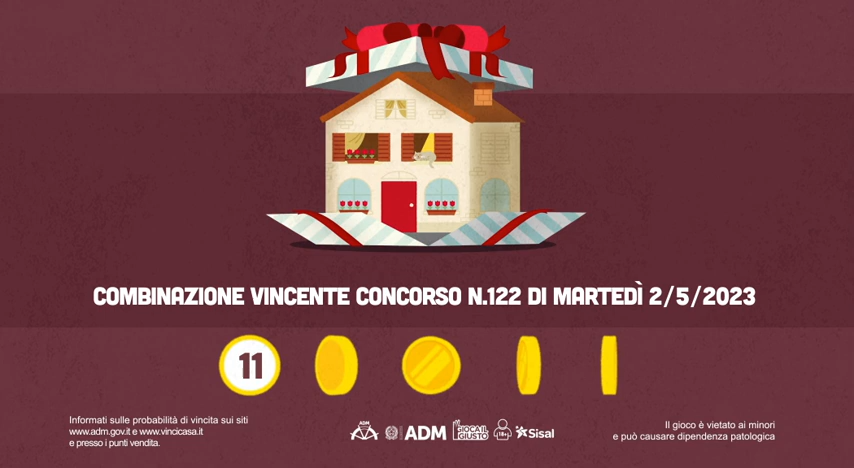 COMBINAZIONE VINCENTE CONCORSO N.122 DI MARTEDÌ 2/5/2023
11
Informati sulle probabilità di vincita sui siti
www.adm.gov.it e www.vincicasa.it
e presso i punti vendita.
ADM
ADM
GIOCA IL
GIUSTO
18+
Sisal
Il gioco è vietato ai minori
e può causare dipendenza patologica